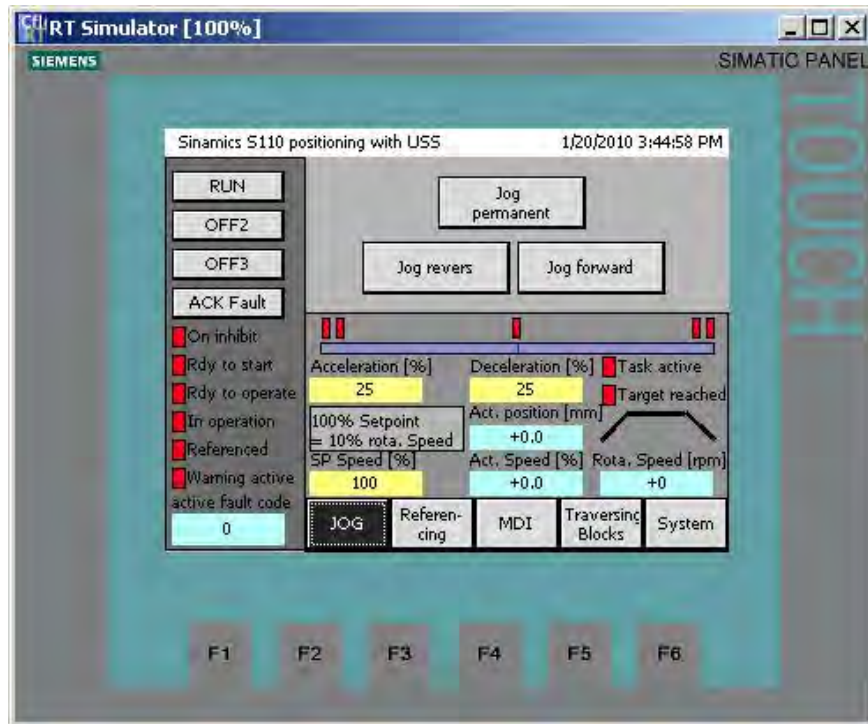 RT Simulator [100%]
SIEMENS
SIMATIC PANEL
TOUCH
Sinamics S110 positioning with USS 1/20/2010 3:44:58 PM
RUN
OFF2
OFF3
ACK Fault
On inhibit
Rdy to start
Rdy to operate
In operation
Referenced
Warning active
active fault code
0
Jog
permanent
Jog revers
Jog forward
Acceleration [%]
25
Deceleration [%]
25
Task active
Target reached
100% Setpoint
= 10% rota. Speed
Act. position [mm]
+0,0
SP Speed [%]
100
Act. Speed [%]
+0,0
Rota. Speed [rpm]
+0
JOG
Referen-
cing
MDI
Traversing
Blocks
System
F1 F2 F3 F4 F5 F6